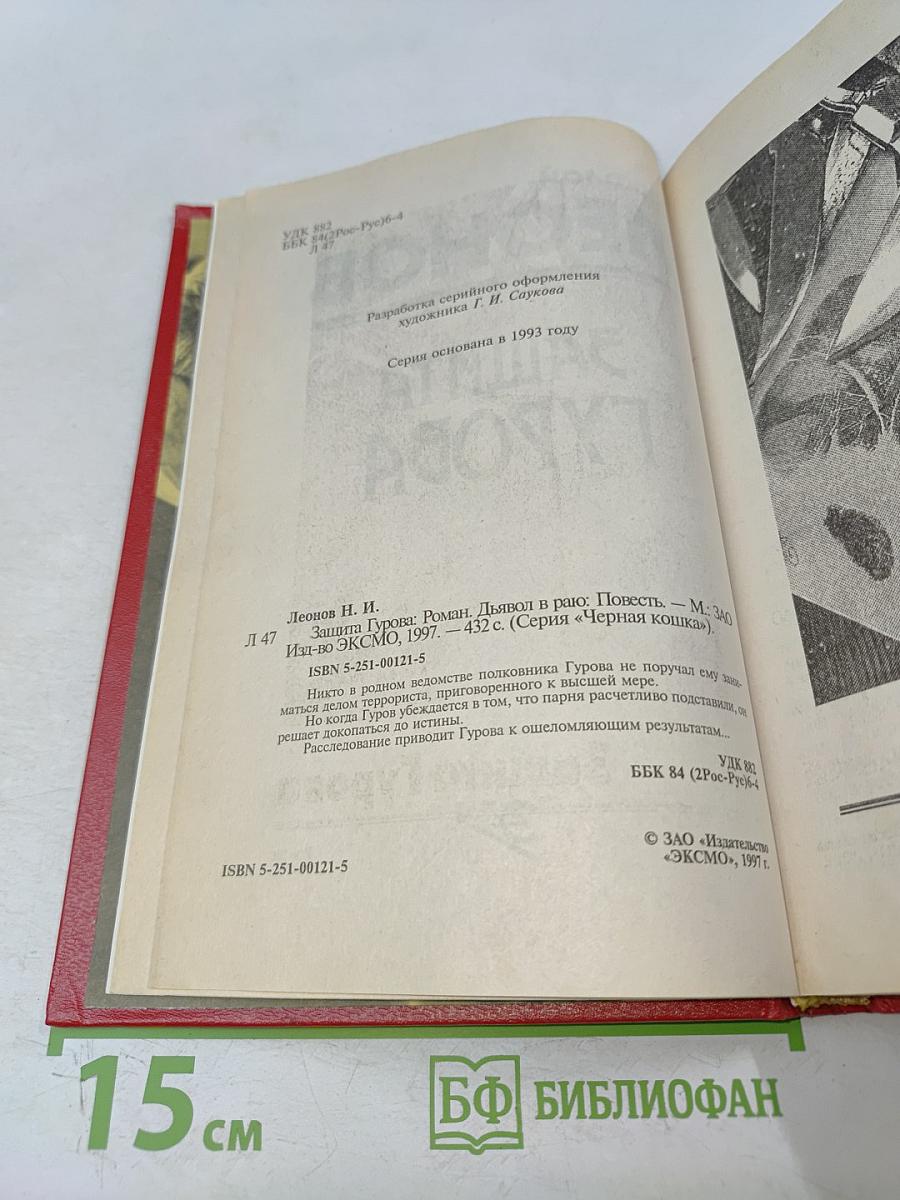 УДК 882
ББК 84(2Рос-Рус)6-4
Л 47
Разработка серийного оформления
художника Г. И. Саукова
Серия основана в 1993 году
Леонов Н. И.
Л 47 Защита Гурова: Роман. Дьявол в раю: Повесть. — М.: ЗАО
Изд-во ЭКСМО, 1997. — 432 с. (Серия «Черная кошка»).
ISBN 5-251-00121-5
Никто в родном ведомстве полковника Гурова не поручал ему зани-
маться делом террориста, приговоренного к высшей мере.
Но когда Гуров убеждается в том, что парня расчетливо подставили, он
решает докопаться до истины.
Расследование приводит Гурова к ошеломляющим результатам...
УДК 882
ББК 84 (2Рос-Рус)6-4
© ЗАО «Издательство
«ЭКСМО», 1997 г.
ISBN 5-251-00121-5
15 см
БФ БИБЛИОФАН